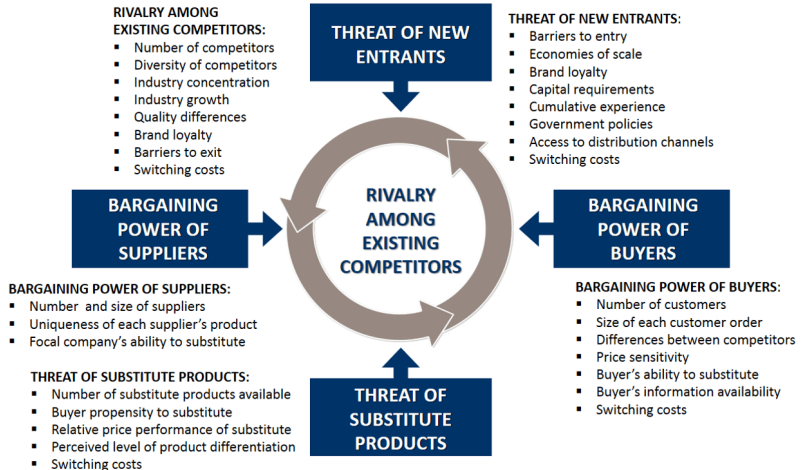 RIVALRY AMONG
EXISTING COMPETITORS:
▪ Number of competitors
▪ Diversity of competitors
▪ Industry concentration
▪ Industry growth
▪ Quality differences
▪ Brand loyalty
▪ Barriers to exit
▪ Switching costs
THREAT OF NEW
ENTRANTS
THREAT OF NEW ENTRANTS:
▪ Barriers to entry
▪ Economies of scale
▪ Brand loyalty
▪ Capital requirements
▪ Cumulative experience
▪ Government policies
▪ Access to distribution channels
▪ Switching costs
BARGAINING
POWER OF
SUPPLIERS
RIVALRY
AMONG
EXISTING
COMPETITORS
BARGAINING
POWER OF
BUYERS
BARGAINING POWER OF SUPPLIERS:
▪ Number and size of suppliers
▪ Uniqueness of each supplier’s product
▪ Focal company’s ability to substitute
BARGAINING POWER OF BUYERS:
▪ Number of customers
▪ Size of each customer order
▪ Differences between competitors
▪ Price sensitivity
▪ Buyer’s ability to substitute
▪ Buyer’s information availability
▪ Switching costs
THREAT OF SUBSTITUTE PRODUCTS:
▪ Number of substitute products available
▪ Buyer propensity to substitute
▪ Relative price performance of substitute
▪ Perceived level of product differentiation
▪ Switching costs
THREAT OF
SUBSTITUTE
PRODUCTS